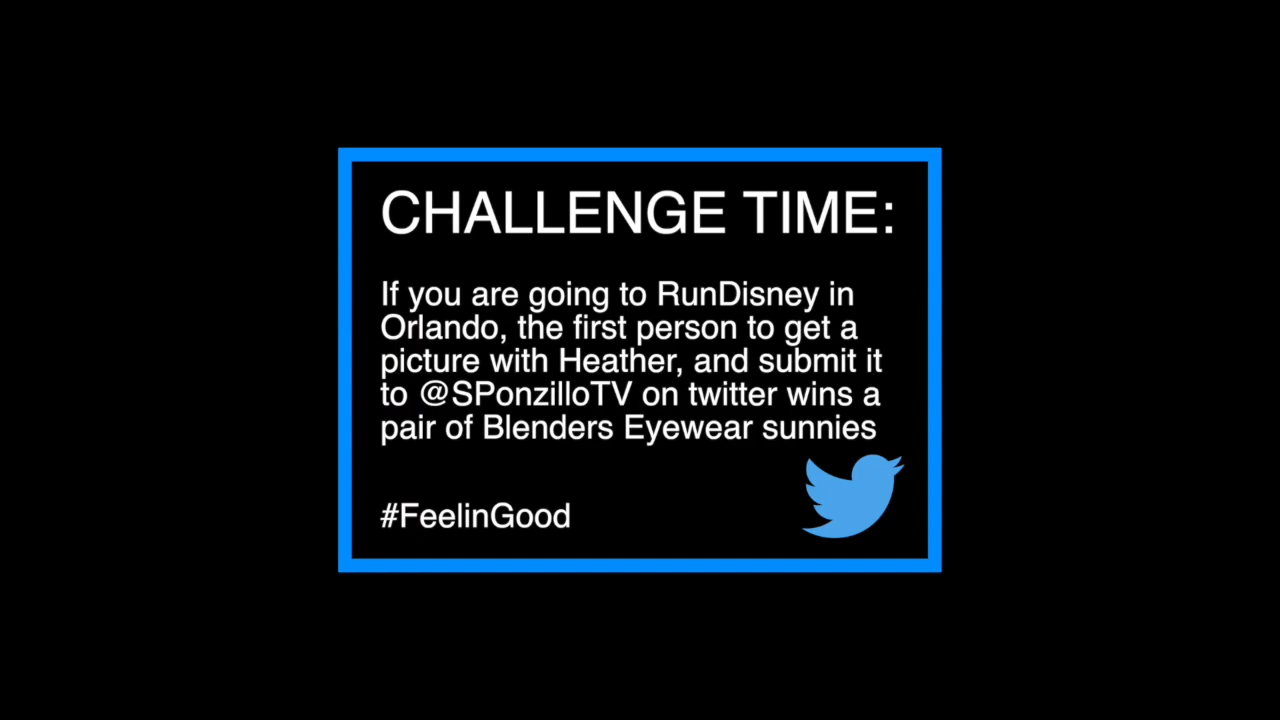 CHALLENGE TIME:
If you are going to RunDisney in
Orlando, the first person to get a
picture with Heather, and submit it
to @SPonzilloTV on twitter wins a
pair of Blenders Eyewear sunnies
#FeelinGood